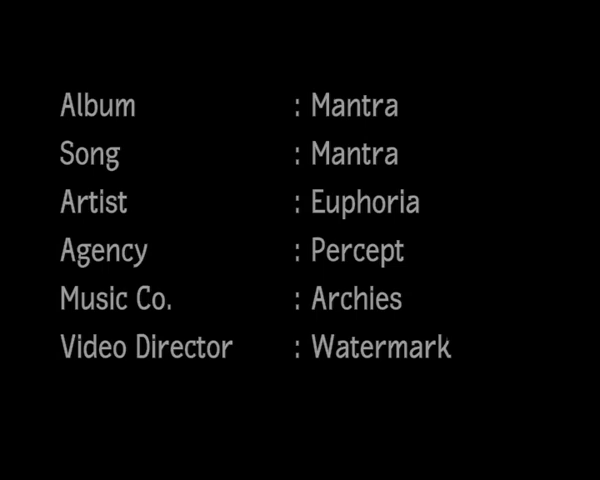 Album : Mantra
Song : Mantra
Artist : Euphoria
Agency : Percept
Music Co. : Archies
Video Director : Watermark